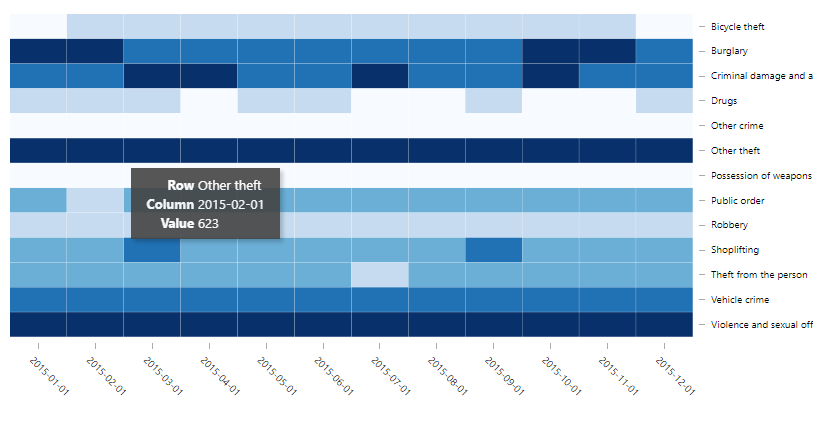 Bicycle theft
Burglary
Criminal damage and a
Drugs
Other crime
Other theft
Possession of weapons
Row Other theft
Column 2015-02-01
Value 623
Public order
Robbery
Shoplifting
Theft from the person
Vehicle crime
Violence and sexual off
2015-01-01
2015-02-01
2015-03-01
2015-04-01
2015-05-01
2015-06-01
2015-07-01
2015-08-01
2015-09-01
2015-10-01
2015-11-01
2015-12-01